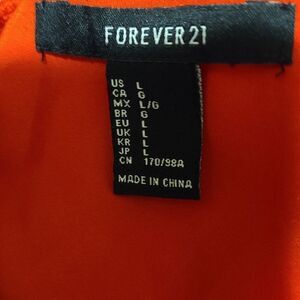 FOREVER 21
US L
CA G
MX L/G
BR G
EU L
UK L
KR L
JP L
CN 170/98A
MADE IN CHINA